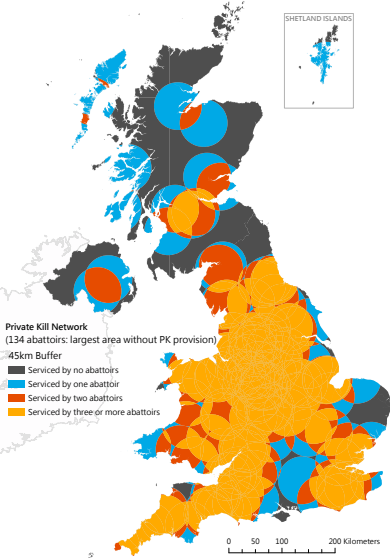 SHETLAND ISLANDS
Private Kill Network
(134 abattoirs: largest area without PK provision)
45km Buffer
Serviced by no abattoirs
Serviced by one abattoir
Serviced by two abattoirs
Serviced by three or more abattoirs
0 50 100 200 Kilometers